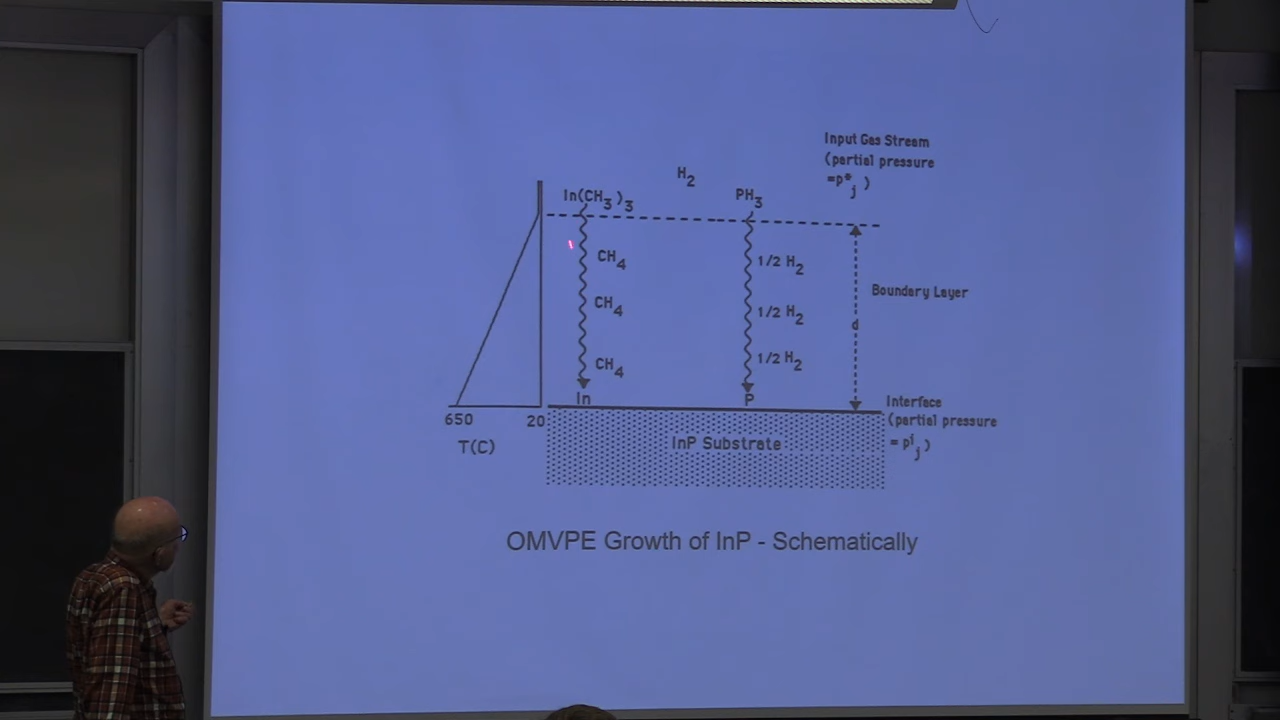 Input Gas Stream
(partial pressure
=p*j )
H2
In(CH3)3
PH3
CH4
1/2 H2
Boundary Layer
CH4
1/2 H2
d
CH4
1/2 H2
In
P
Interface
(partial pressure
= pij)
650
20
T(C)
InP Substrate
OMVPE Growth of InP - Schematically